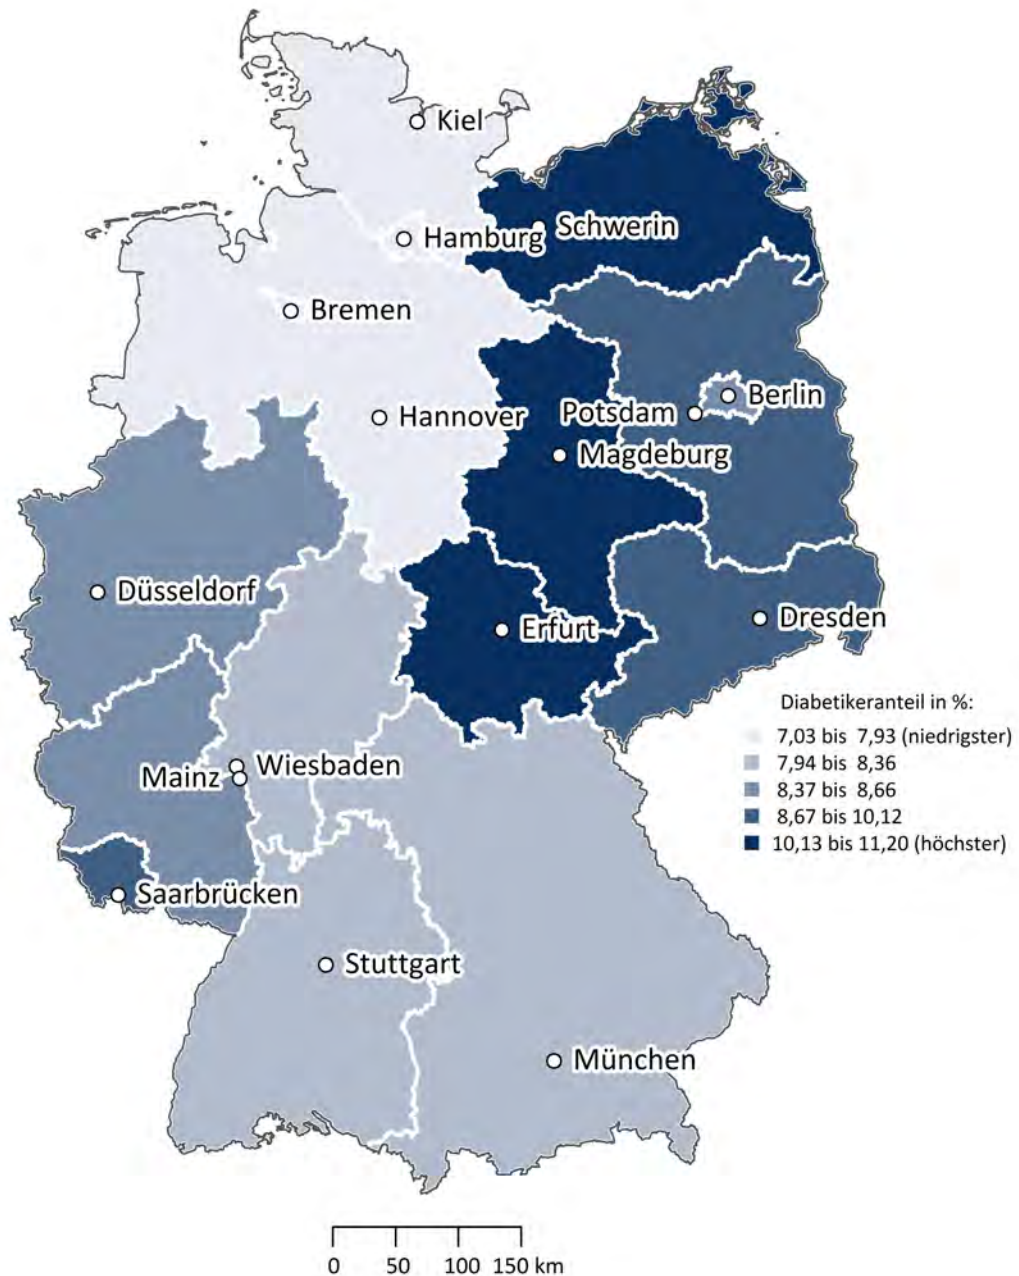 Kiel
Schwerin
Hamburg
Bremen
Berlin
Hannover
Potsdam
Magdeburg
Düsseldorf
Dresden
Erfurt
Diabetikeranteil in %:
7,03 bis 7,93 (niedrigster)
7,94 bis 8,36
8,37 bis 8,66
8,67 bis 10,12
10,13 bis 11,20 (höchster)
Wiesbaden
Mainz
Saarbrücken
Stuttgart
München
0 50 100 150 km